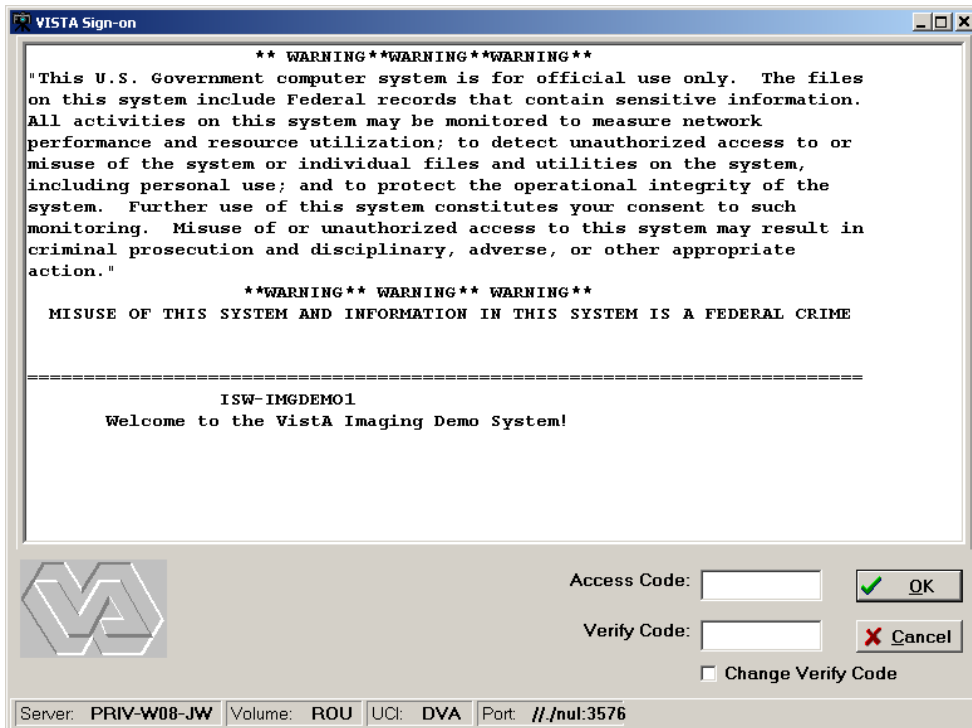 VISTA Sign-on
** WARNING**WARNING**WARNING**
"This U.S. Government computer system is for official use only.  The files
on this system include Federal records that contain sensitive information.
All activities on this system may be monitored to measure network
performance and resource utilization; to detect unauthorized access to or
misuse of the system or individual files and utilities on the system,
including personal use; and to protect the operational integrity of the
system.  Further use of this system constitutes your consent to such
monitoring.  Misuse of or unauthorized access to this system may result in
criminal prosecution and disciplinary, adverse, or other appropriate
action."
**WARNING** WARNING** WARNING**
MISUSE OF THIS SYSTEM AND INFORMATION IN THIS SYSTEM IS A FEDERAL CRIME
==========================================================================
ISW-IMGDEMO1
Welcome to the VistA Imaging Demo System!
VA
Access Code:
OK
Verify Code:
Cancel
Change Verify Code
Server: PRIV-W08-JW Volume: ROU UCI: DVA Port: //./nul:3576